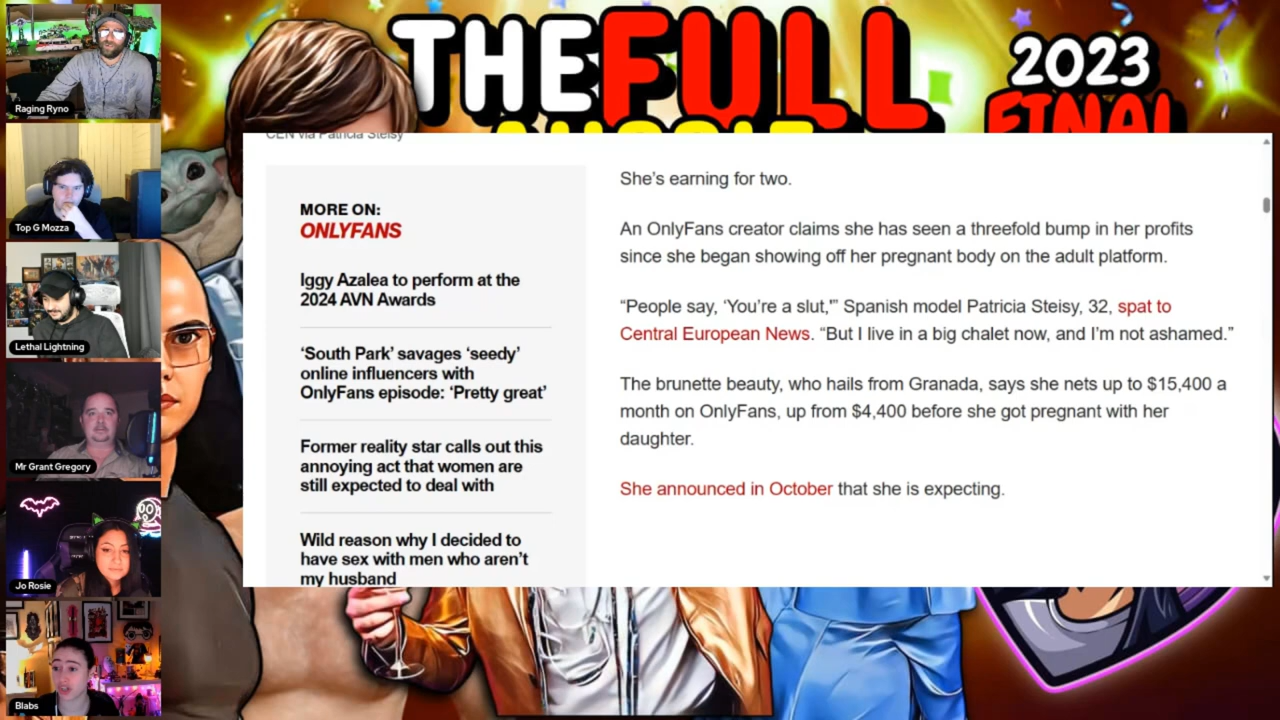 THE FULL
2023
FINAL
Raging Ryno
Top G Mozza
Lethal Lightning
Mr Grant Gregory
Jo Rosie
Blabs
CEN via Patricia Steisy
MORE ON:
ONLYFANS
Iggy Azalea to perform at the
2024 AVN Awards
‘South Park’ savages ‘seedy’
online influencers with
OnlyFans episode: ‘Pretty great’
Former reality star calls out this
annoying act that women are
still expected to deal with
Wild reason why I decided to
have sex with men who aren’t
my husband
She’s earning for two.
An OnlyFans creator claims she has seen a threefold bump in her profits
since she began showing off her pregnant body on the adult platform.
“People say, ‘You’re a slut,'” Spanish model Patricia Steisy, 32, spat to
Central European News. “But I live in a big chalet now, and I’m not ashamed.”
The brunette beauty, who hails from Granada, says she nets up to $15,400 a
month on OnlyFans, up from $4,400 before she got pregnant with her
daughter.
She announced in October that she is expecting.